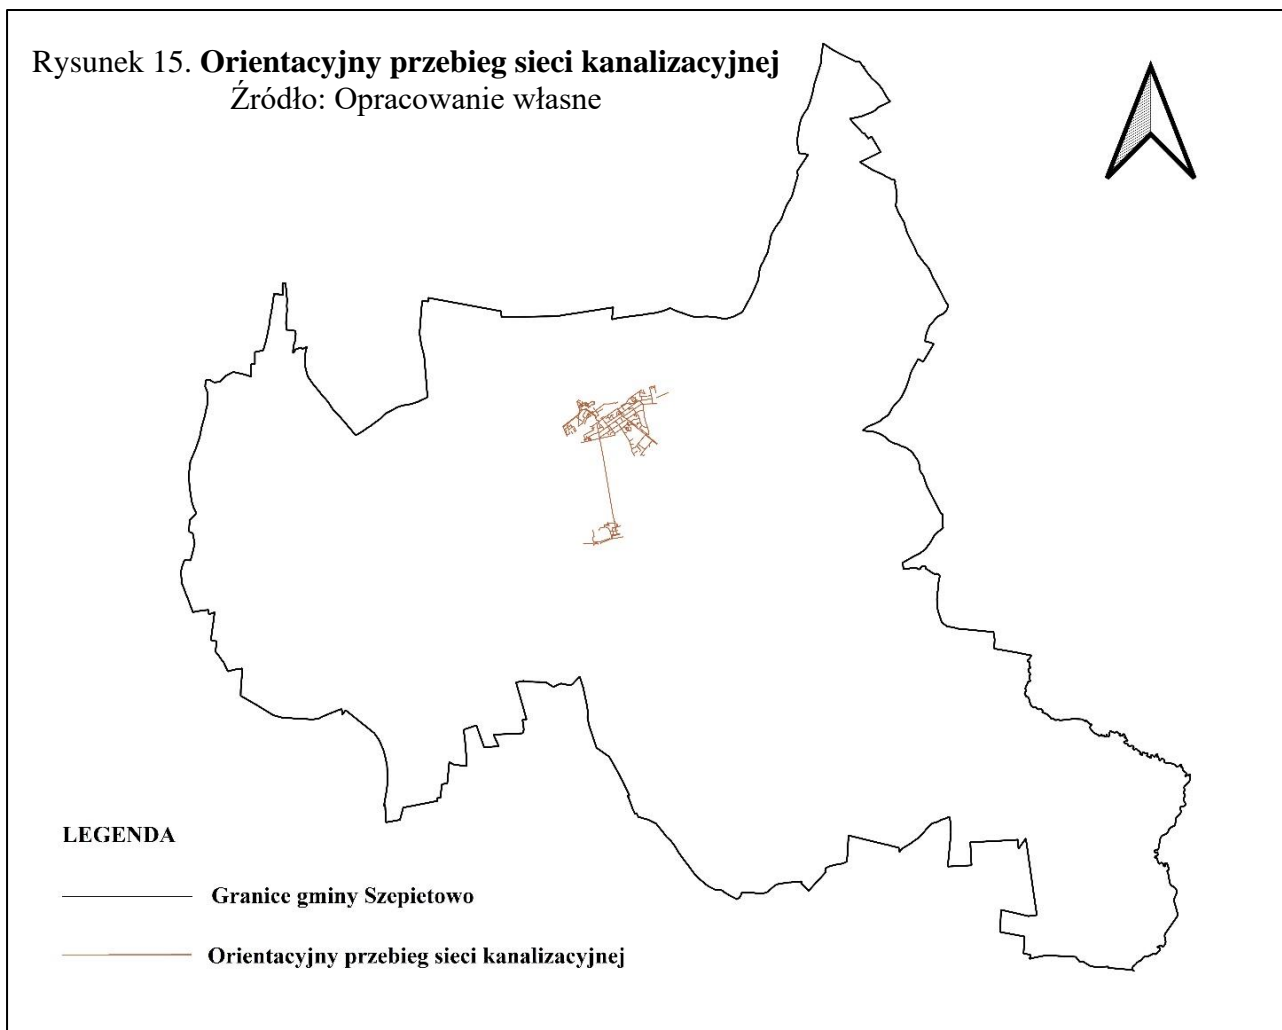 Rysunek 15. Orientacyjny przebieg sieci kanalizacyjnej
Źródło: Opracowanie własne
LEGENDA
Granice gminy Szepietowo
Orientacyjny przebieg sieci kanalizacyjnej